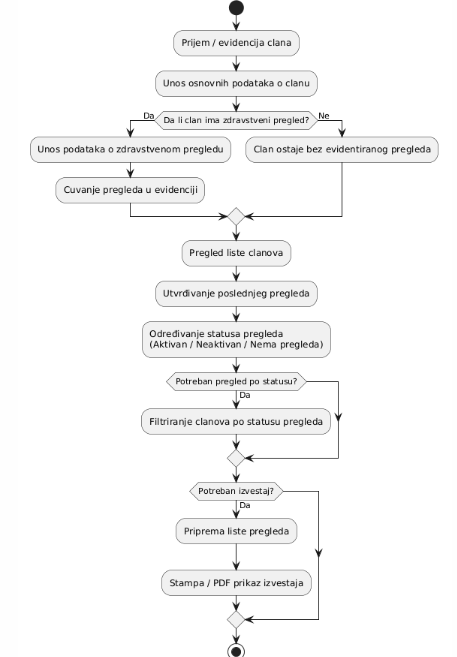 Prijem / evidencija clana
Unos osnovnih podataka o clanu
Da
Da li clan ima zdravstveni pregled?
Ne
Unos podataka o zdravstvenom pregledu
Clan ostaje bez evidentiranog pregleda
Cuvanje pregleda u evidenciji
Pregled liste clanova
Utvrđivanje poslednjeg pregleda
Određivanje statusa pregleda
(Aktivan / Neaktivan / Nema pregleda)
Potreban pregled po statusu?
Da
Filtriranje clanova po statusu pregleda
Potreban izvestaj?
Da
Priprema liste pregleda
Stampa / PDF prikaz izvestaja